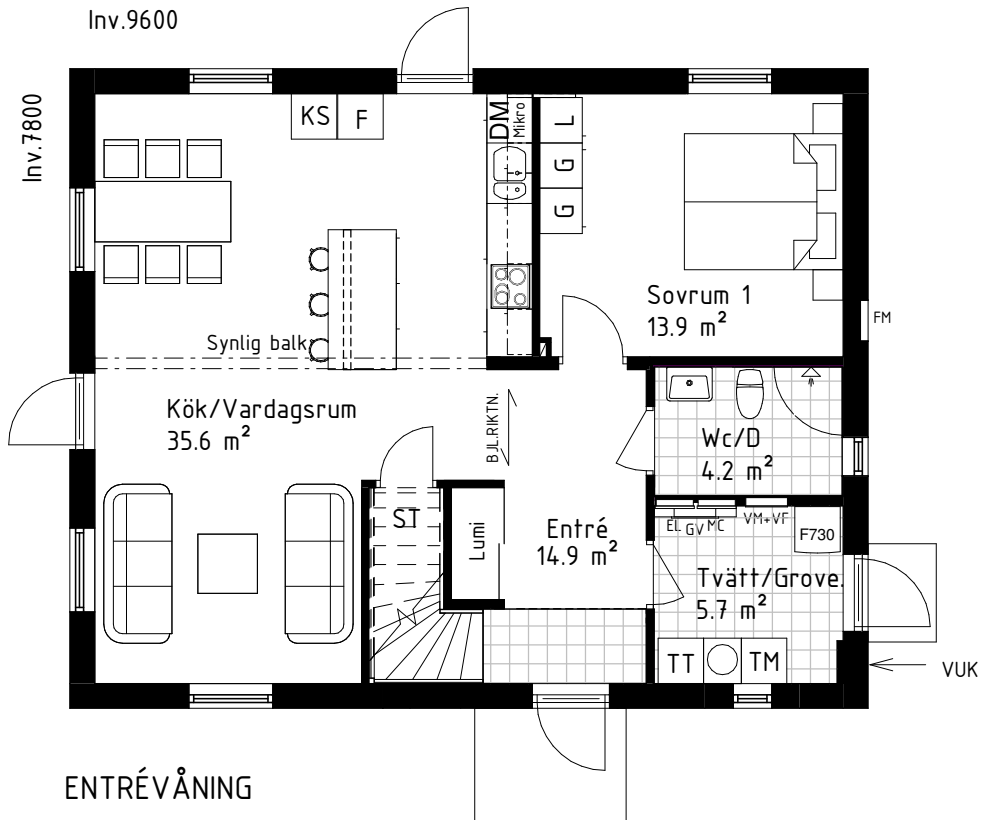 Inv.9600
Inv.7800
KS
F
DM
Mikro
L
G
G
Sovrum 1
13.9 m²
FM
Synlig balk
Kök/Vardagsrum
35.6 m²
BJL.RIKTN.
Wc/D
4.2 m²
ST
Lumi
Entré
14.9 m²
EL
GV
MC
VM+VF
F730
Tvätt/Grove.
5.7 m²
TT
TM
VUK
ENTRÉVÅNING